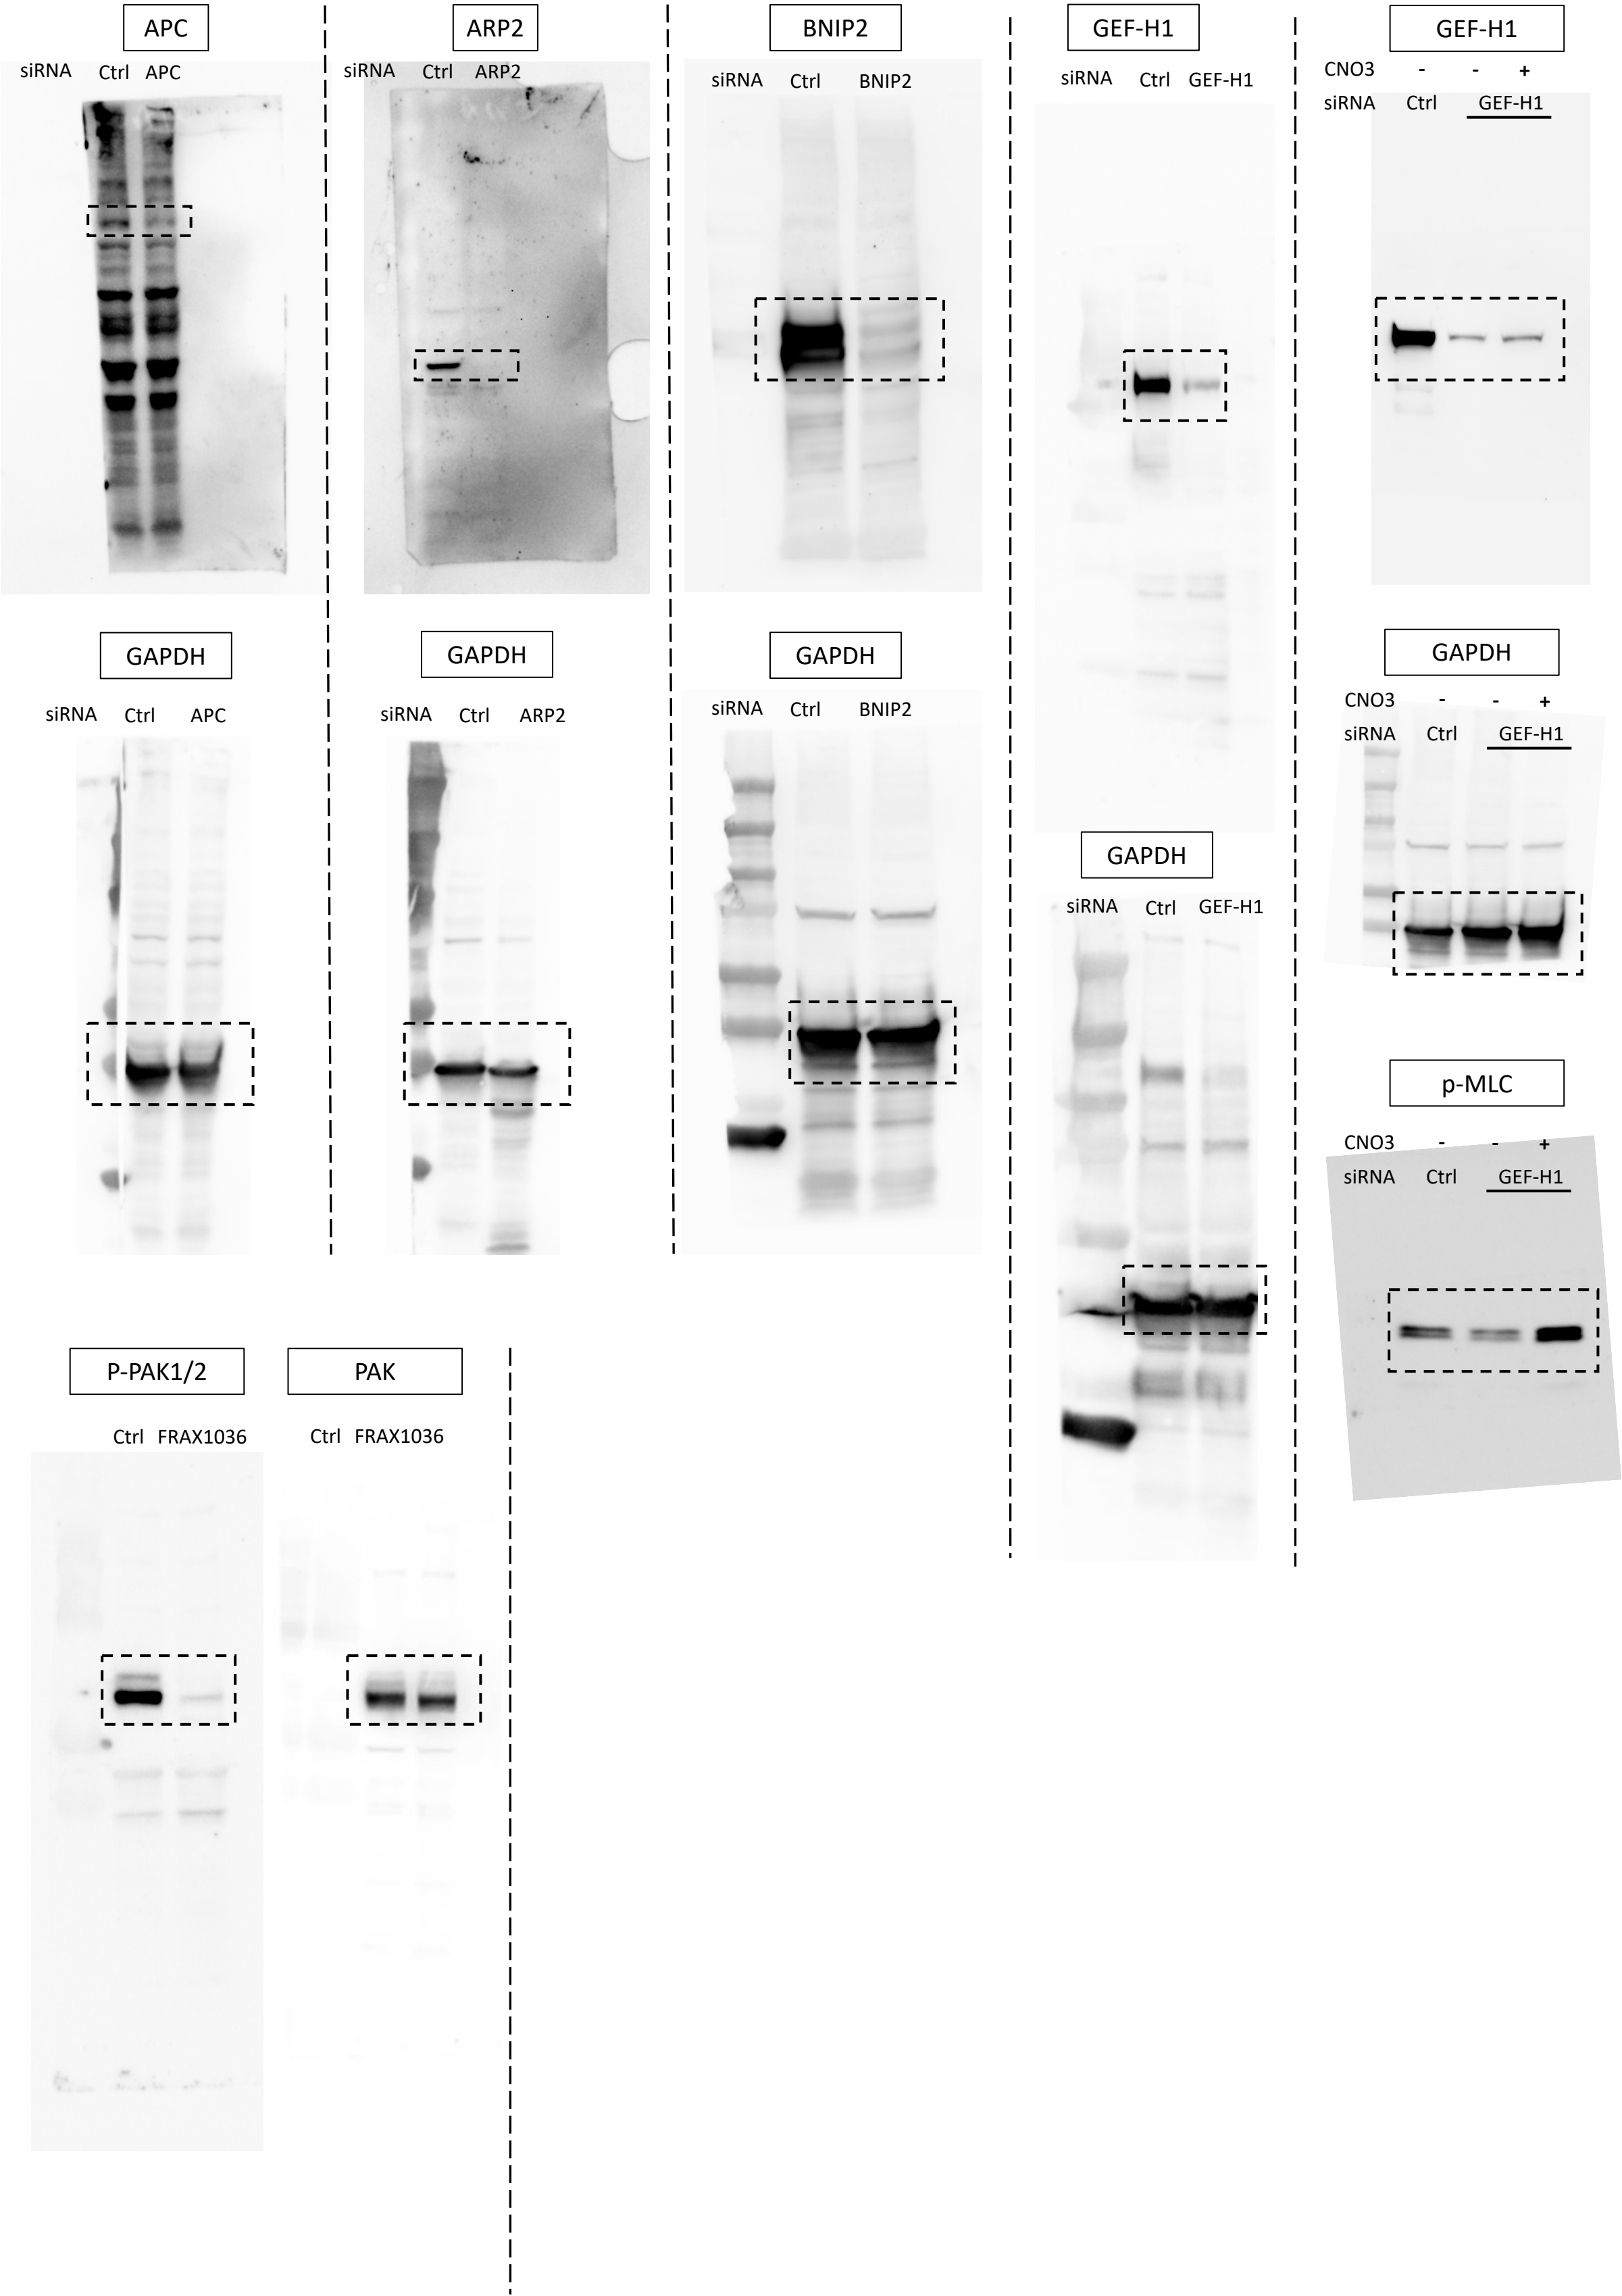 APC
siRNA Ctrl APC
GAPDH
siRNA Ctrl APC
ARP2
siRNA Ctrl ARP2
GAPDH
siRNA Ctrl ARP2
BNIP2
siRNA Ctrl BNIP2
GAPDH
siRNA Ctrl BNIP2
GEF-H1
siRNA Ctrl GEF-H1
GAPDH
siRNA Ctrl GEF-H1
GEF-H1
CNO3 - - +
siRNA Ctrl GEF-H1
GAPDH
CNO3 - - +
siRNA Ctrl GEF-H1
p-MLC
CNO3 - - +
siRNA Ctrl GEF-H1
P-PAK1/2
Ctrl FRAX1036
PAK
Ctrl FRAX1036